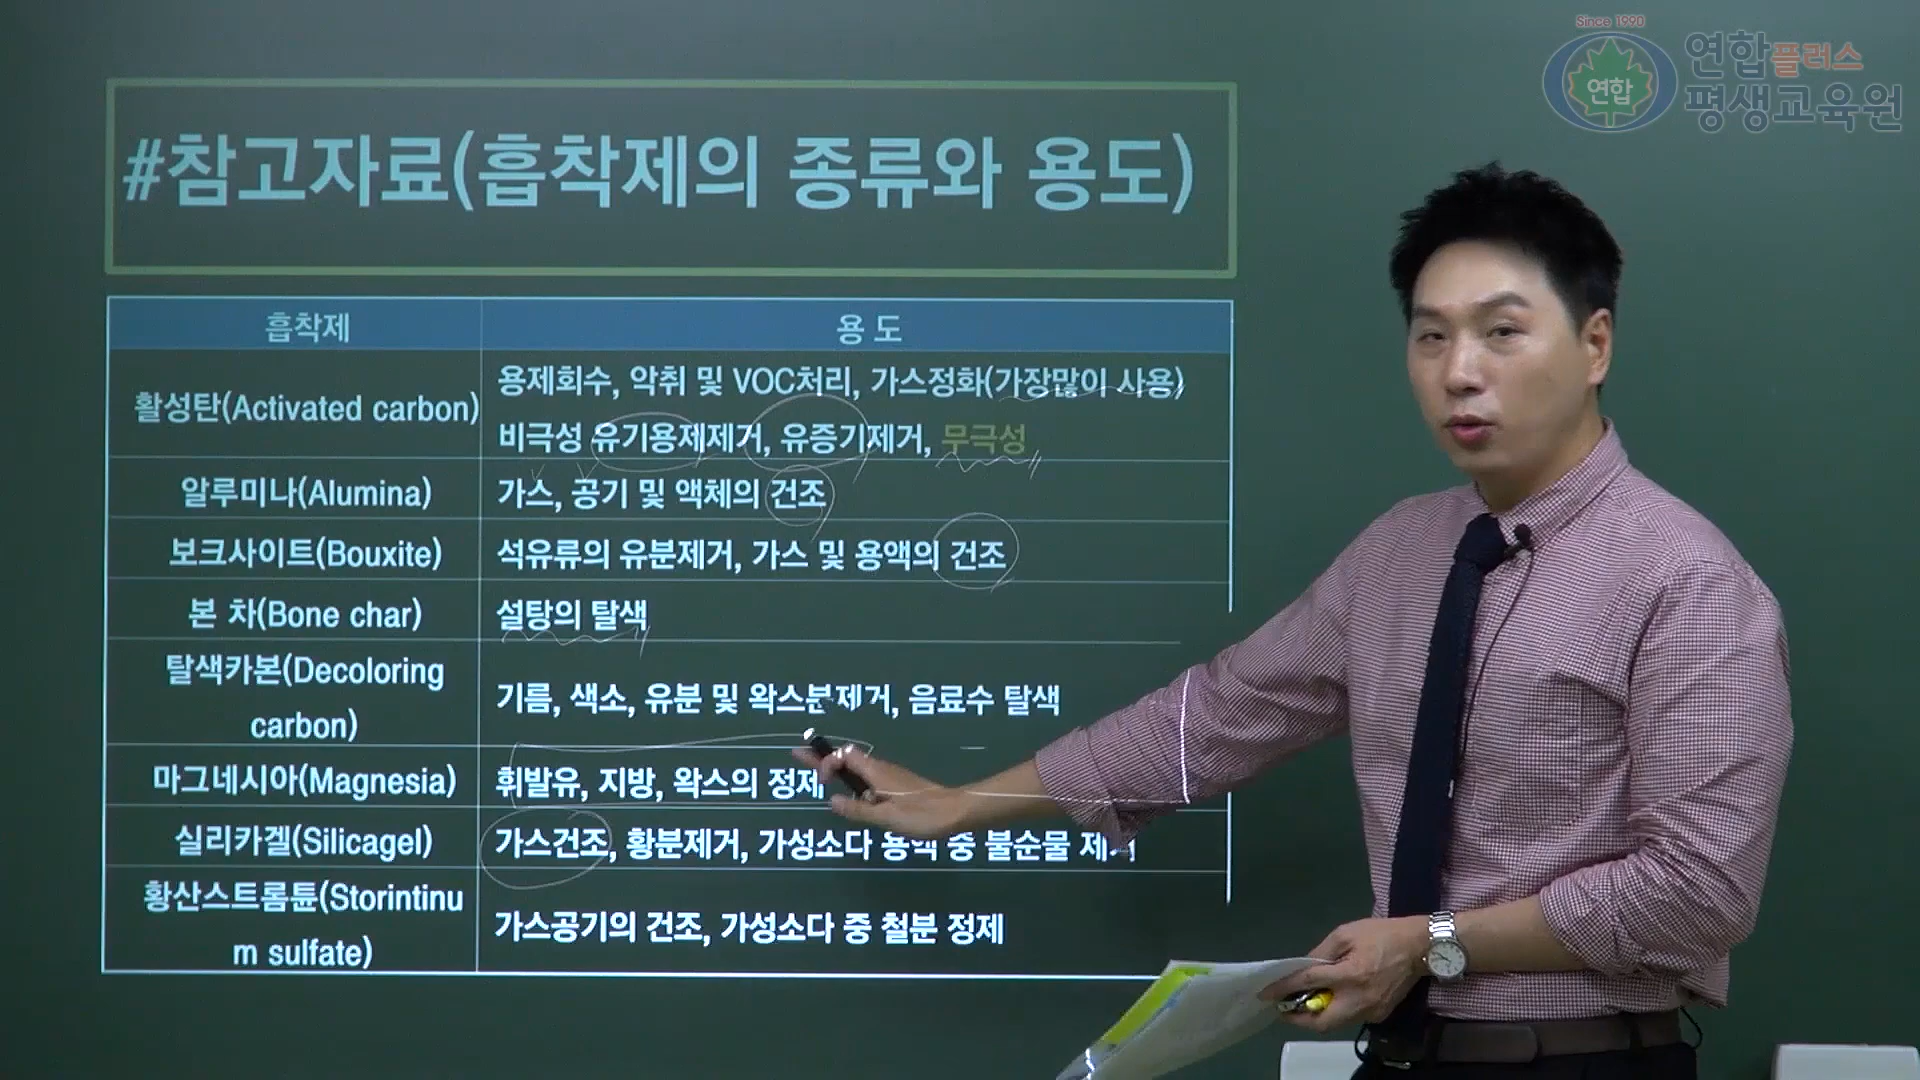 Since 1990
연합
연합플러스
평생교육원
#참고자료(흡착제의 종류와 용도)
흡착제
용 도
활성탄(Activated carbon)
용제회수, 악취 및 VOC처리, 가스정화(가장많이 사용)
비극성 유기용제제거, 유증기제거, 무극성
알루미나(Alumina)
가스, 공기 및 액체의 건조
보크사이트(Bouxite)
석유류의 유분제거, 가스 및 용액의 건조
본 차(Bone char)
설탕의 탈색
탈색카본(Decoloring
carbon)
기름, 색소, 유분 및 왁스분제거, 음료수 탈색
마그네시아(Magnesia)
휘발유, 지방, 왁스의 정제
실리카겔(Silicagel)
가스건조, 황분제거, 가성소다 용액 중 불순물 제거
황산스트롬튠(Storintinu
m sulfate)
가스공기의 건조, 가성소다 중 철분 정제